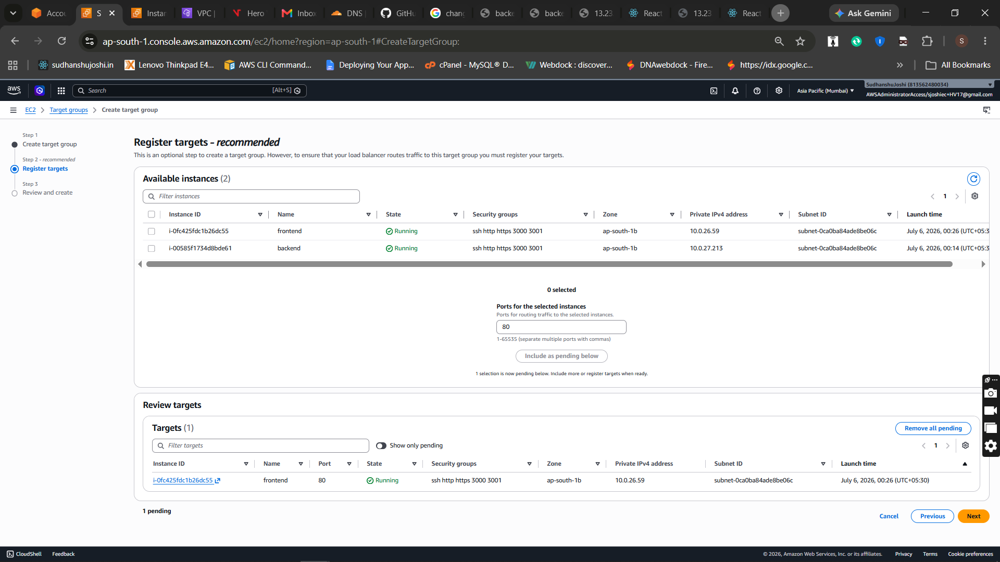 Accou
S
Instan
VPC |
Hero
Inbox
DNS |
GitHu
chang
backe
backe
13.23
React
13.23
React
Ask Gemini
ap-south-1.console.aws.amazon.com/ec2/home?region=ap-south-1#CreateTargetGroup:
S
sudhanshujoshi.in
Lenovo Thinkpad E4...
AWS CLI Command...
Deploying Your App...
cPanel - MySQL® D...
Webdock : discover...
DNAwebdock - Fire...
https://idx.google.c...
»
All Bookmarks
aws
Search
[Alt+S]
Asia Pacific (Mumbai)
SudhanshuJoshi (813562480034)
AWSAdministratorAccess/sjoshiec+HV17@gmail.com
EC2 > Target groups > Create target group
Step 1
Create target group
Step 2 - recommended
Register targets
Step 3
Review and create
Register targets - recommended
This is an optional step to create a target group. However, to ensure that your load balancer routes traffic to this target group you must register your targets.
Available instances (2)
Filter instances
1
Instance ID Name State Security groups Zone Private IPv4 address Subnet ID Launch time
i-0fc425fdc1b26dc55 frontend Running ssh http https 3000 3001 ap-south-1b 10.0.26.59 subnet-0ca0ba84ade8be06c July 6, 2026, 00:26 (UTC+05:3
i-00585f1734d8bde61 backend Running ssh http https 3000 3001 ap-south-1b 10.0.27.213 subnet-0ca0ba84ade8be06c July 6, 2026, 00:14 (UTC+05:3
0 selected
Ports for the selected instances
Ports for routing traffic to the selected instances.
80
1-65535 (separate multiple ports with commas)
Include as pending below
1 selection is now pending below. Include more or register targets when ready.
Review targets
Targets (1)
Remove all pending
Filter targets
Show only pending
1
Instance ID Name Port State Security groups Zone Private IPv4 address Subnet ID Launch time
i-0fc425fdc1b26dc55 frontend 80 Running ssh http https 3000 3001 ap-south-1b 10.0.26.59 subnet-0ca0ba84ade8be06c July 6, 2026, 00:26 (UTC+05:30)
1 pending
Cancel
Previous
Next
CloudShell
Feedback
© 2026, Amazon Web Services, Inc. or its affiliates.
Privacy
Terms
Cookie preferences